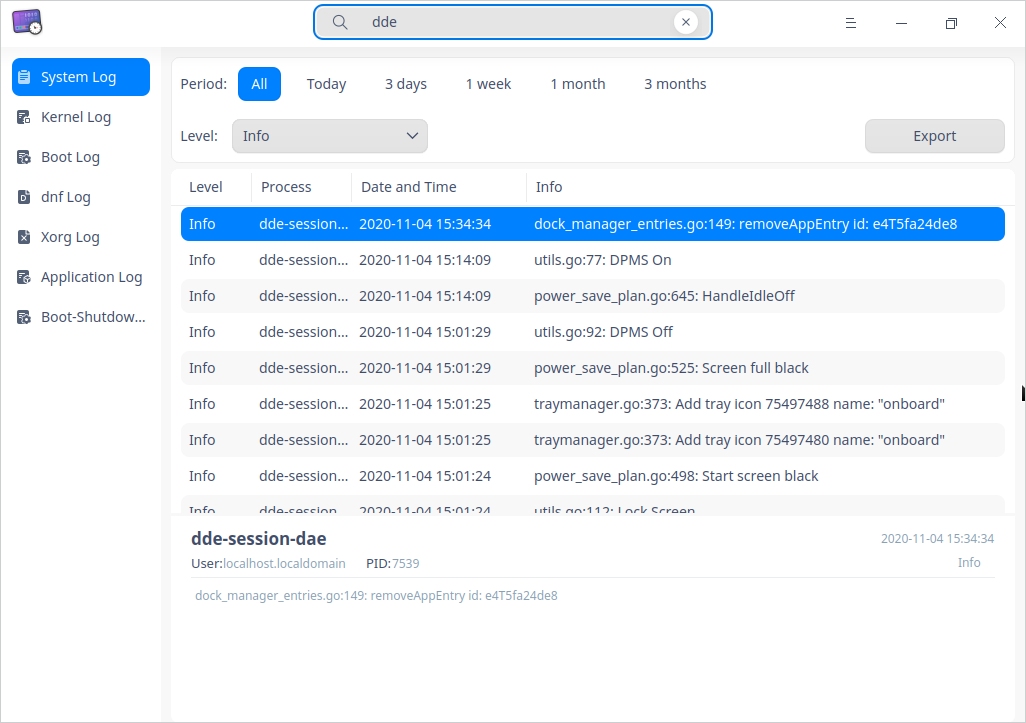 dde
System Log
Kernel Log
Boot Log
dnf Log
Xorg Log
Application Log
Boot-Shutdow...
Period: All Today 3 days 1 week 1 month 3 months
Level: Info Export
Level Process Date and Time Info
Info dde-session... 2020-11-04 15:34:34 dock_manager_entries.go:149: removeAppEntry id: e4T5fa24de8
Info dde-session... 2020-11-04 15:14:09 utils.go:77: DPMS On
Info dde-session... 2020-11-04 15:14:09 power_save_plan.go:645: HandleIdleOff
Info dde-session... 2020-11-04 15:01:29 utils.go:92: DPMS Off
Info dde-session... 2020-11-04 15:01:29 power_save_plan.go:525: Screen full black
Info dde-session... 2020-11-04 15:01:25 traymanager.go:373: Add tray icon 75497488 name: "onboard"
Info dde-session... 2020-11-04 15:01:25 traymanager.go:373: Add tray icon 75497480 name: "onboard"
Info dde-session... 2020-11-04 15:01:24 power_save_plan.go:498: Start screen black
Info dde-session... 2020-11-04 15:01:24 utils.go:112: Lock Screen
dde-session-dae 2020-11-04 15:34:34
User:localhost.localdomain PID:7539 Info
dock_manager_entries.go:149: removeAppEntry id: e4T5fa24de8